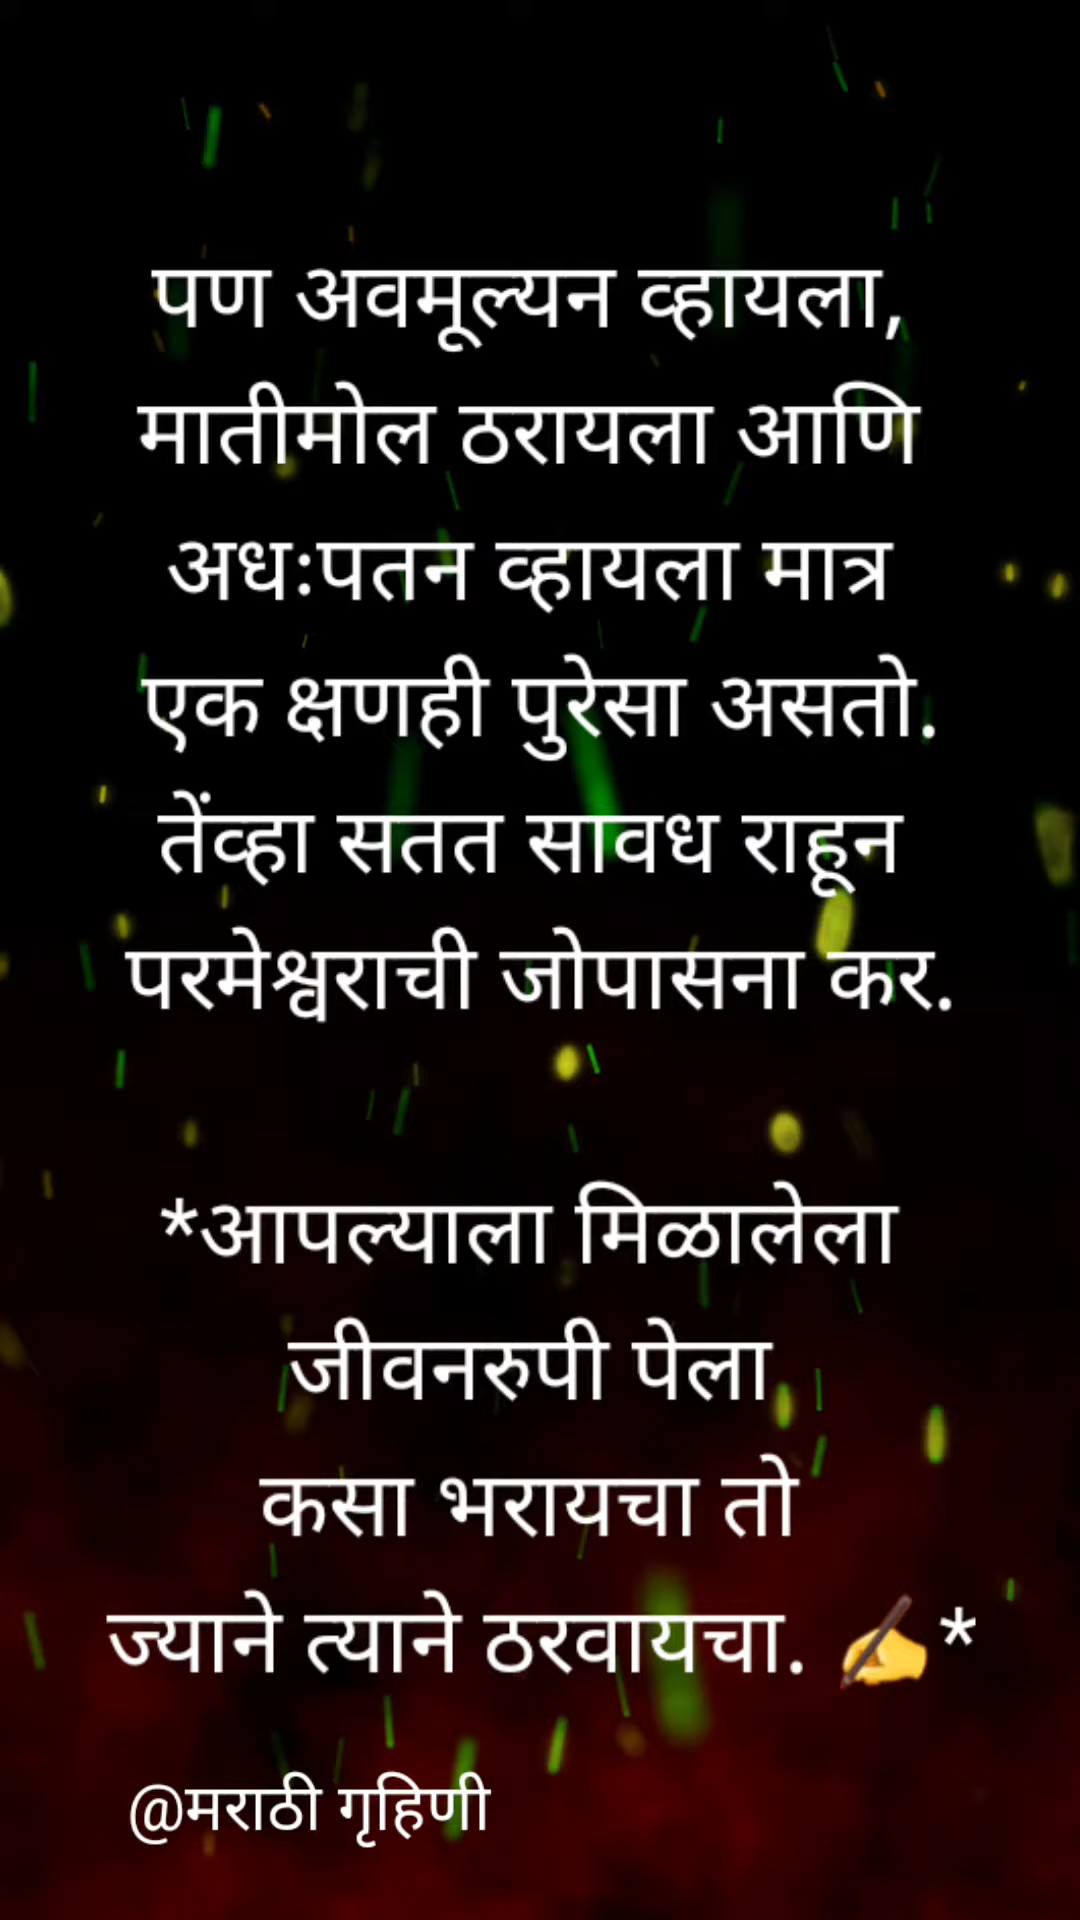 पण अवमूल्यन व्हायला,
मातीमोल ठरायला आणि
अधःपतन व्हायला मात्र
एक क्षणही पुरेसा असतो.
तेंव्हा सतत सावध राहून
परमेश्वराची जोपासना कर.
*आपल्याला मिळालेला
जीवनरुपी पेला
कसा भरायचा तो
ज्याने त्याने ठरवायचा. ✍*
@मराठी गृहिणी